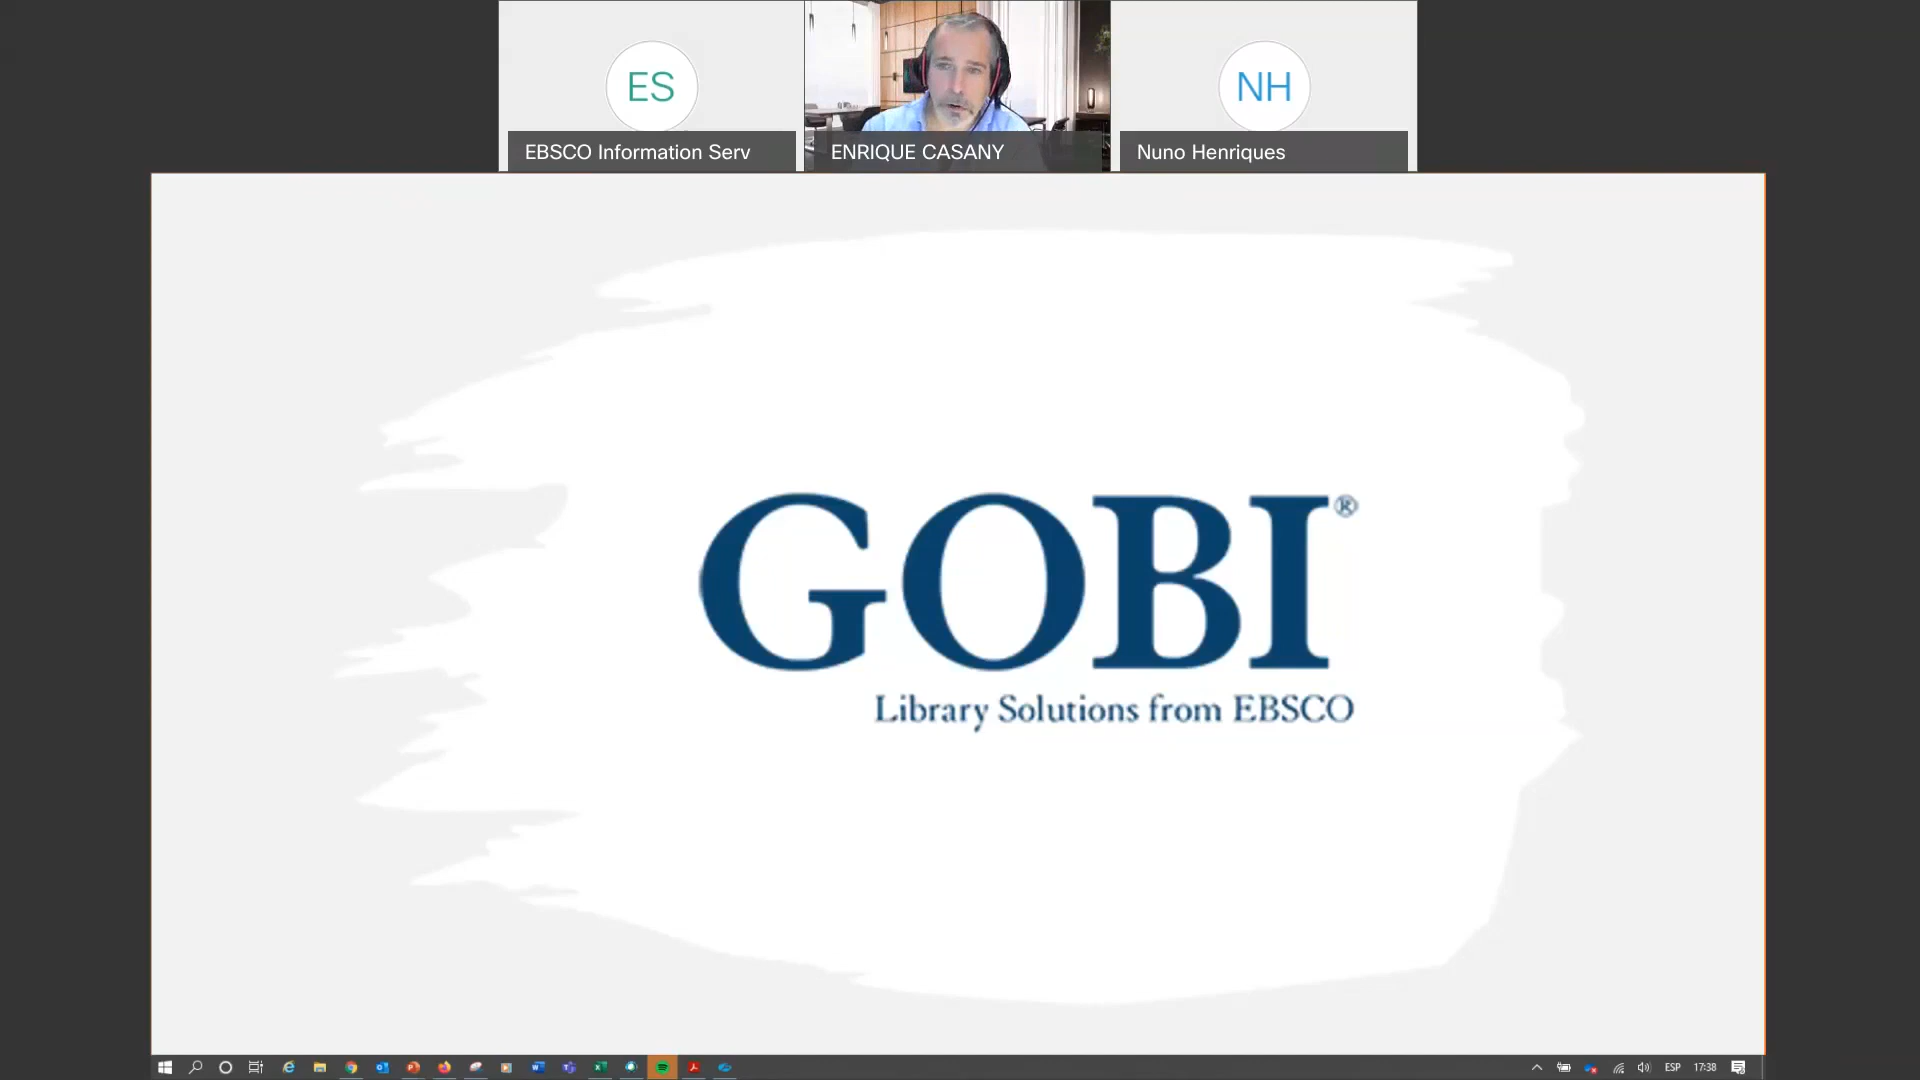 ES
NH
EBSCO Information Serv
ENRIQUE CASANY
Nuno Henriques
GOBI®
Library Solutions from EBSCO
ESP
17:38